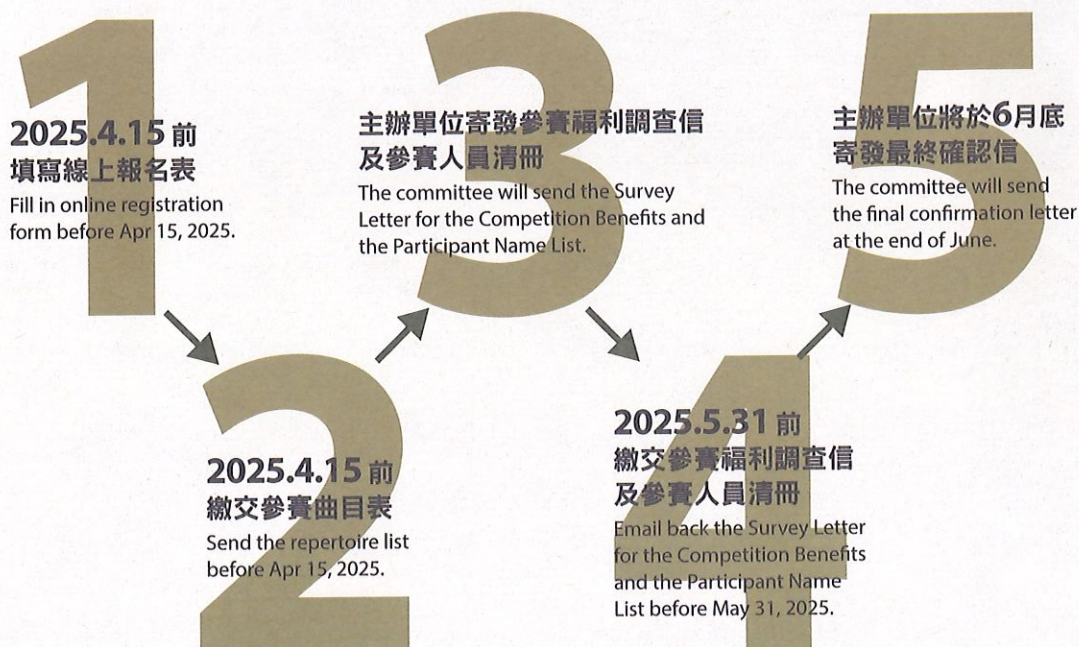 1
2025.4.15 前
填寫線上報名表
Fill in online registration
form before Apr 15, 2025.
2
2025.4.15 前
繳交參賽曲目表
Send the repertoire list
before Apr 15, 2025.
3
主辦單位寄發參賽福利調查信
及參賽人員清冊
The committee will send the Survey
Letter for the Competition Benefits and
the Participant Name List.
4
2025.5.31 前
繳交參賽福利調查信
及參賽人員清冊
Email back the Survey Letter
for the Competition Benefits
and the Participant Name
List before May 31, 2025.
5
主辦單位將於6月底
寄發最終確認信
The committee will send
the final confirmation letter
at the end of June.